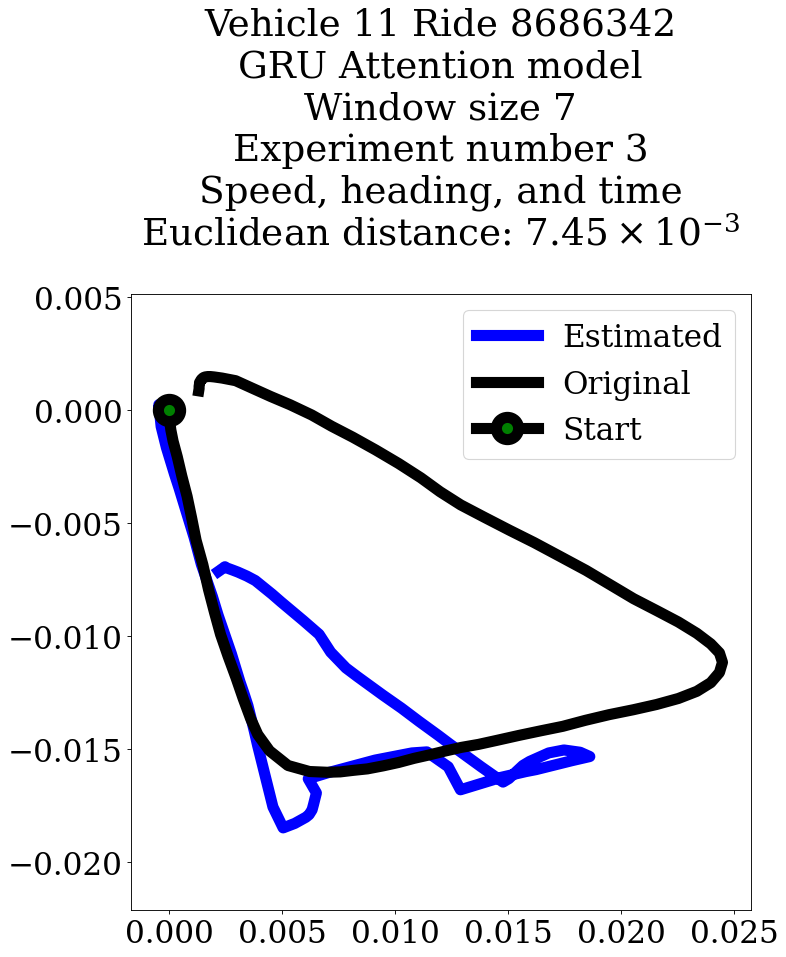 Vehicle 11 Ride 8686342
GRU Attention model
Window size 7
Experiment number 3
Speed, heading, and time
Euclidean distance: 7.45 × 10⁻³
0.005
Estimated
Original
0.000
Start
−0.005
−0.010
−0.015
−0.020
0.000 0.005 0.010 0.015 0.020 0.025